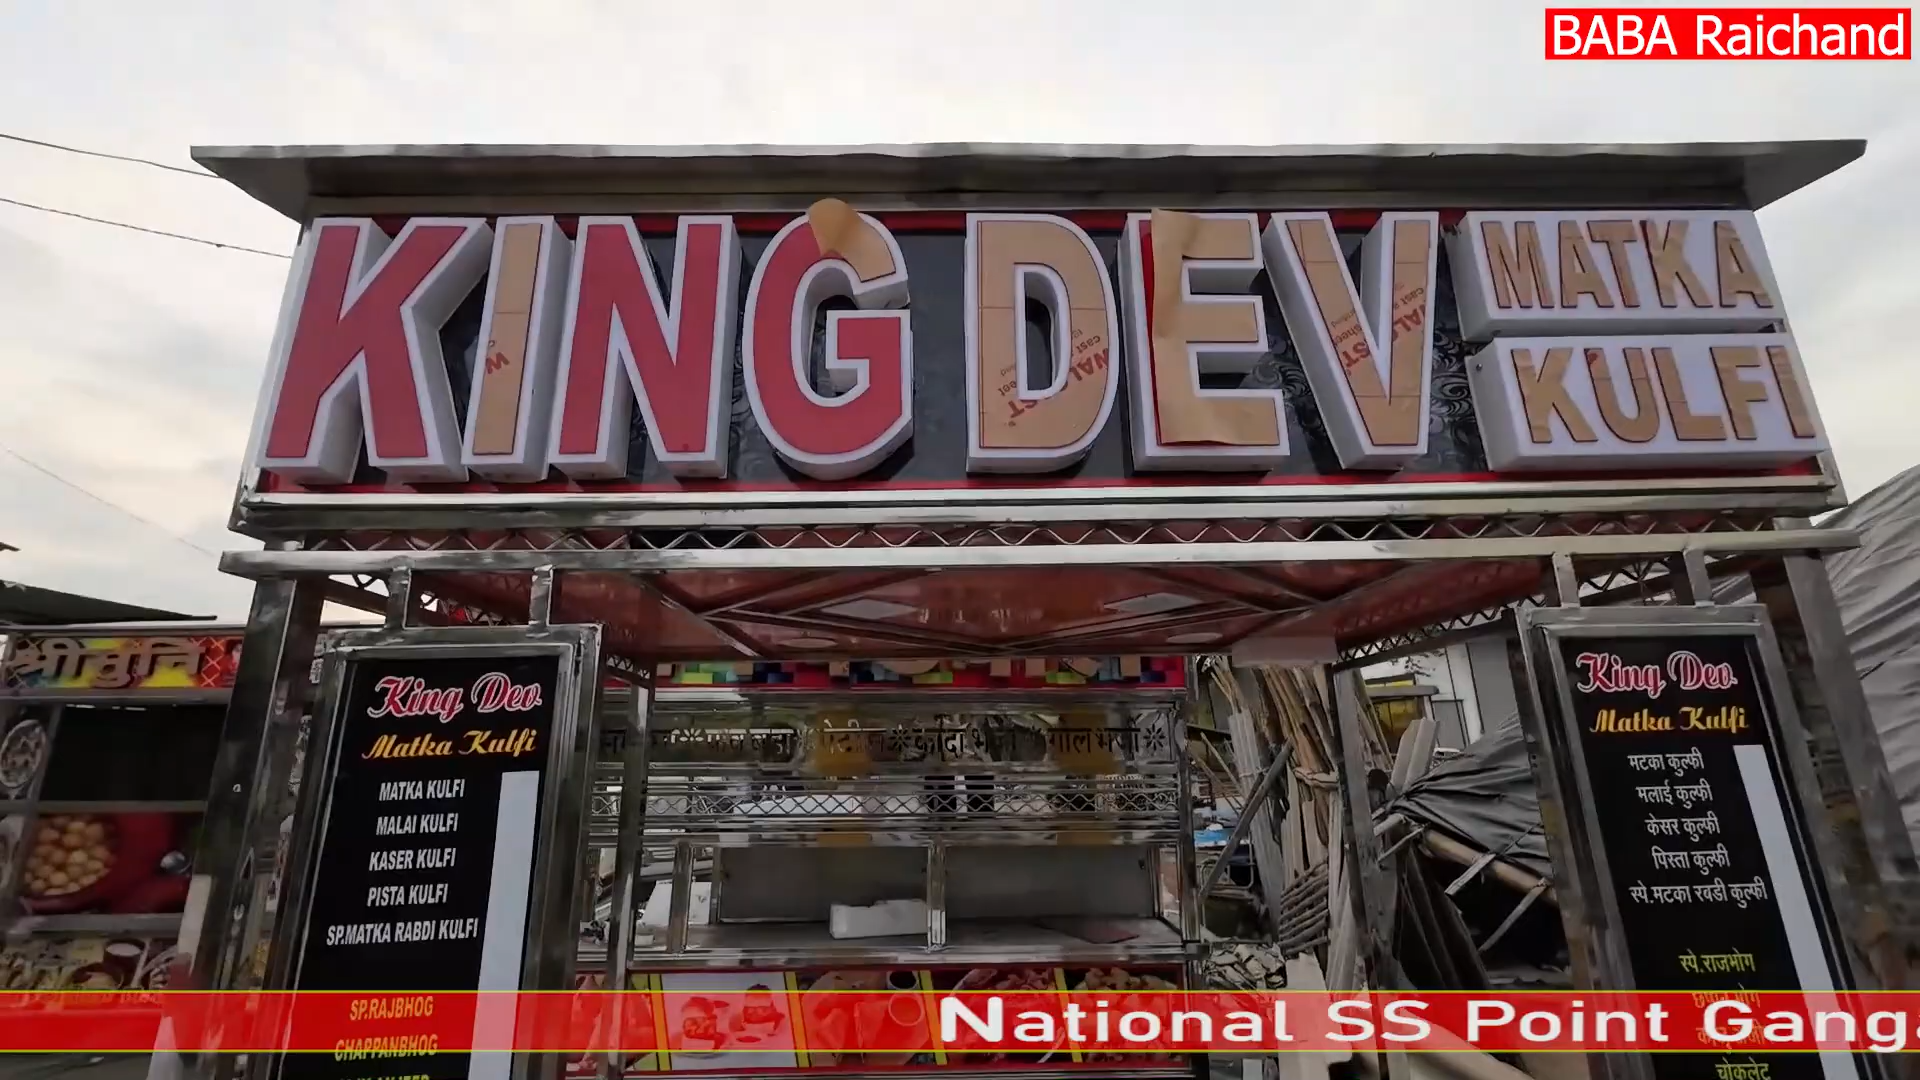 BABA Raichand
KING DEV
MATKA
KULFI
श्री
King Dev
Matka Kulfi
MATKA KULFI
MALAI KULFI
KASER KULFI
PISTA KULFI
SP.MATKA RABDI KULFI
SP.RAJBHOG
CHAPPANBHOG
कांदा
गोल भजी
King Dev
Matka Kulfi
मटका कुल्फी
मलाई कुल्फी
केसर कुल्फी
पिस्ता कुल्फी
स्पे.मटका रबडी कुल्फी
स्पे.राजभोग
चोकलेट
National SS Point Gang